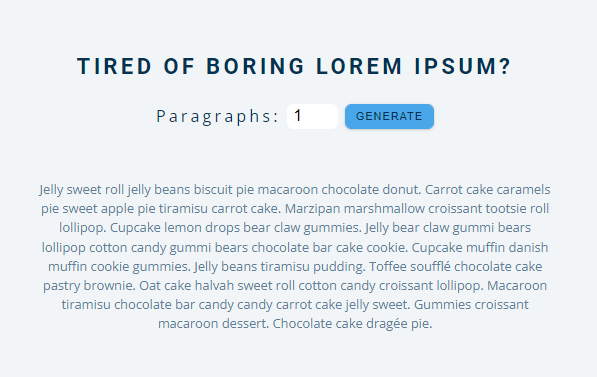 TIRED OF BORING LOREM IPSUM?
Paragraphs: 1 GENERATE
Jelly sweet roll jelly beans biscuit pie macaroon chocolate donut. Carrot cake caramels
pie sweet apple pie tiramisu carrot cake. Marzipan marshmallow croissant tootsie roll
lollipop. Cupcake lemon drops bear claw gummies. Jelly bear claw gummi bears
lollipop cotton candy gummi bears chocolate bar cake cookie. Cupcake muffin danish
muffin cookie gummies. Jelly beans tiramisu pudding. Toffee soufflé chocolate cake
pastry brownie. Oat cake halvah sweet roll cotton candy croissant lollipop. Macaroon
tiramisu chocolate bar candy candy carrot cake jelly sweet. Gummies croissant
macaroon dessert. Chocolate cake dragée pie.